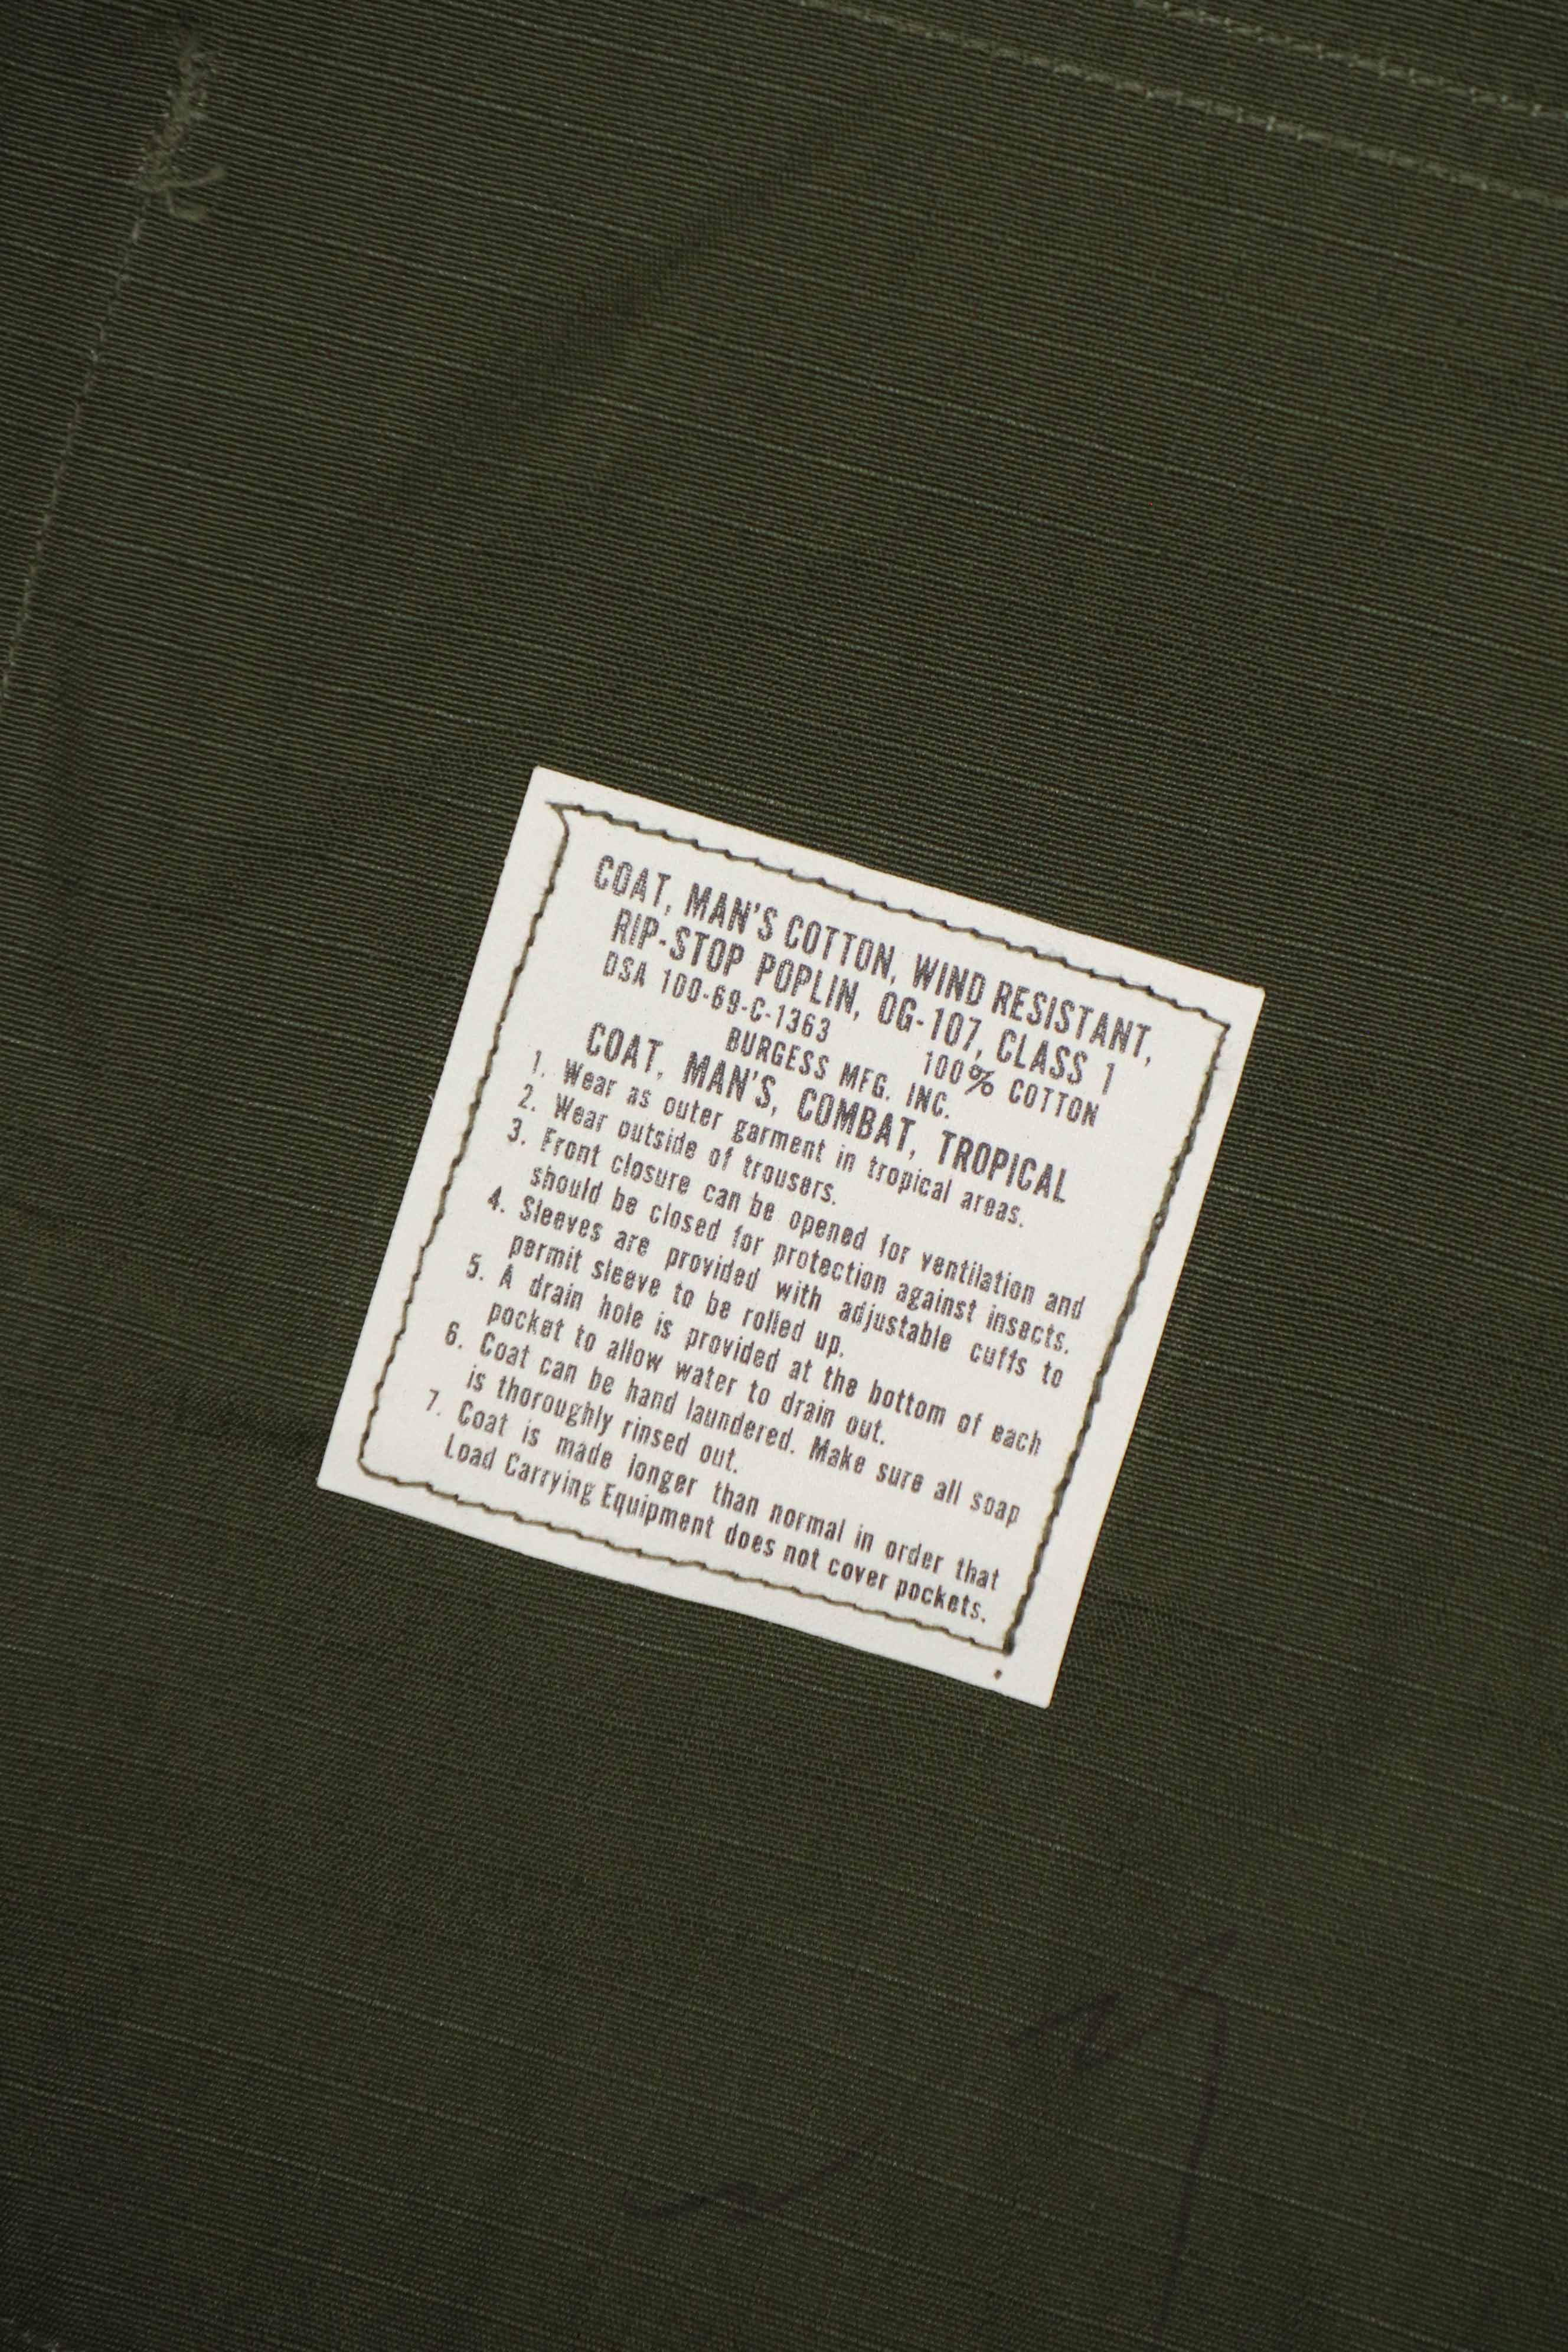 COAT, MAN'S COTTON, WIND RESISTANT,
RIP-STOP POPLIN, OG-107, CLASS 1
DSA 100-69-C-1363 100% COTTON
BURGESS MFG. INC.
COAT, MAN'S, COMBAT, TROPICAL
1. Wear as outer garment in tropical areas.
2. Wear outside of trousers.
3. Front closure can be opened for ventilation and
should be closed for protection against insects.
4. Sleeves are provided with adjustable cuffs to
permit sleeve to be rolled up.
5. A drain hole is provided at the bottom of each
pocket to allow water to drain out.
6. Coat can be hand laundered. Make sure all soap
is thoroughly rinsed out.
7. Coat is made longer than normal in order that
Load Carrying Equipment does not cover pockets.